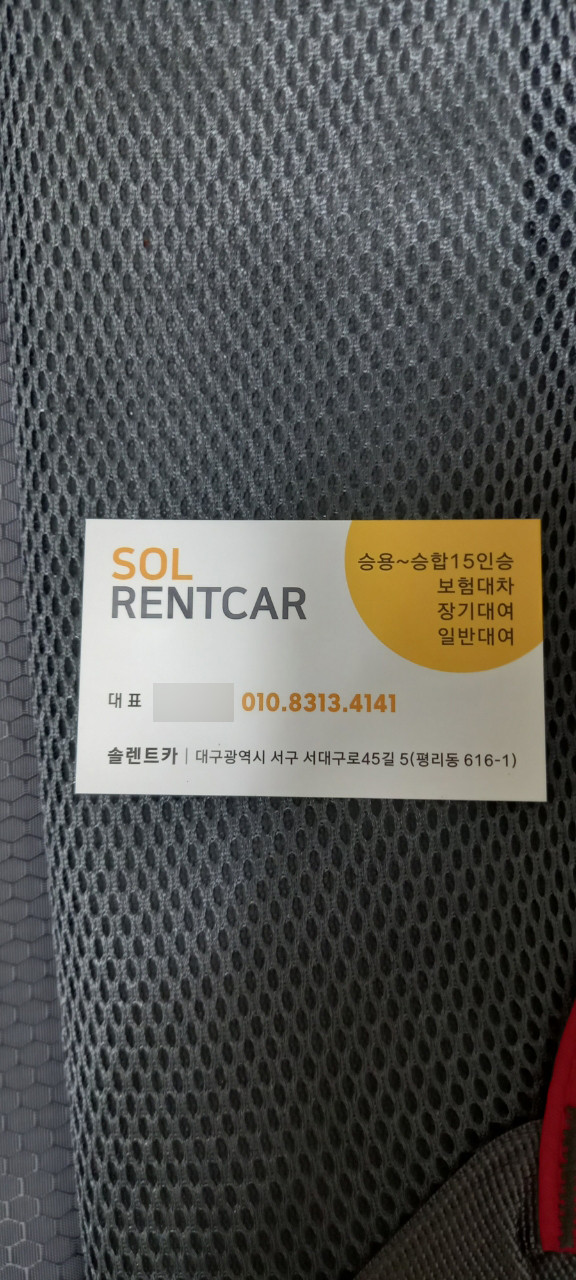 SOL
RENTCAR
승용~승합15인승
보험대차
장기대여
일반대여
대 표 010.8313.4141
솔렌트카 | 대구광역시 서구 서대구로45길 5(평리동 616-1)